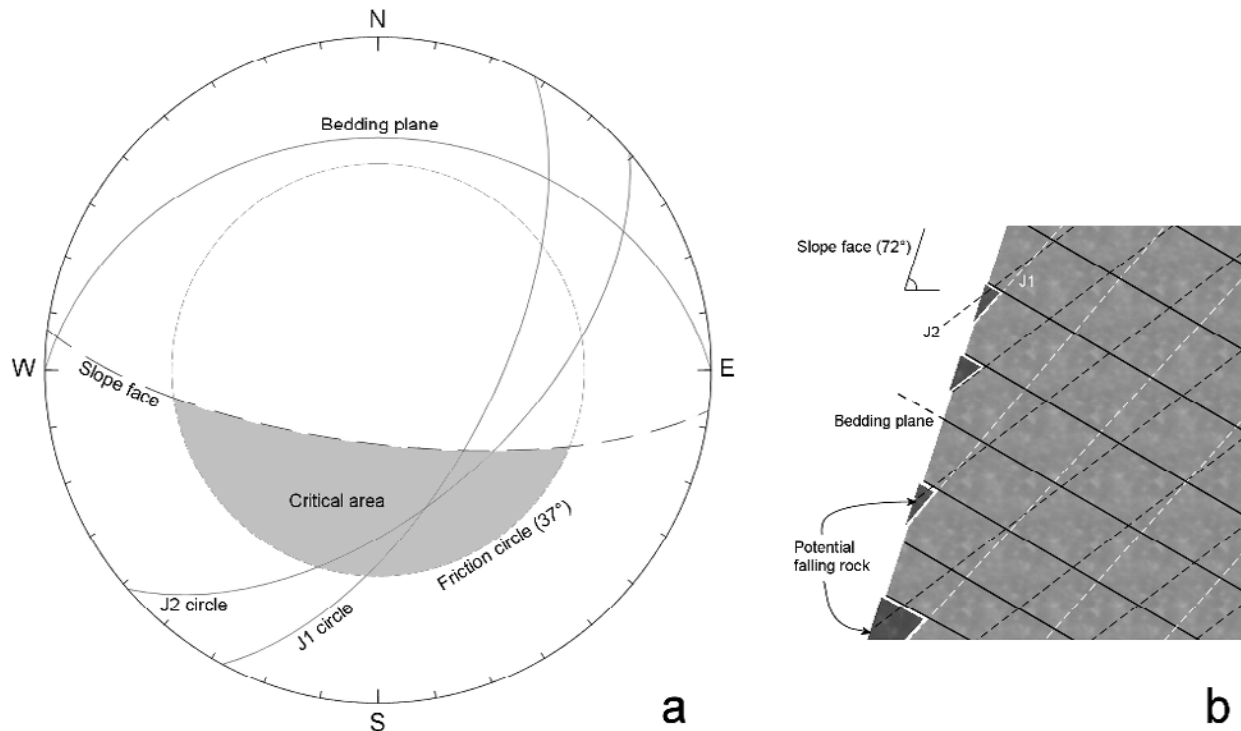 N
Bedding plane
W
E
Slope face
Critical area
Friction circle (37°)
J2 circle
J1 circle
S
a
Slope face (72°)
J1
J2
Bedding plane
Potential
falling rock
b